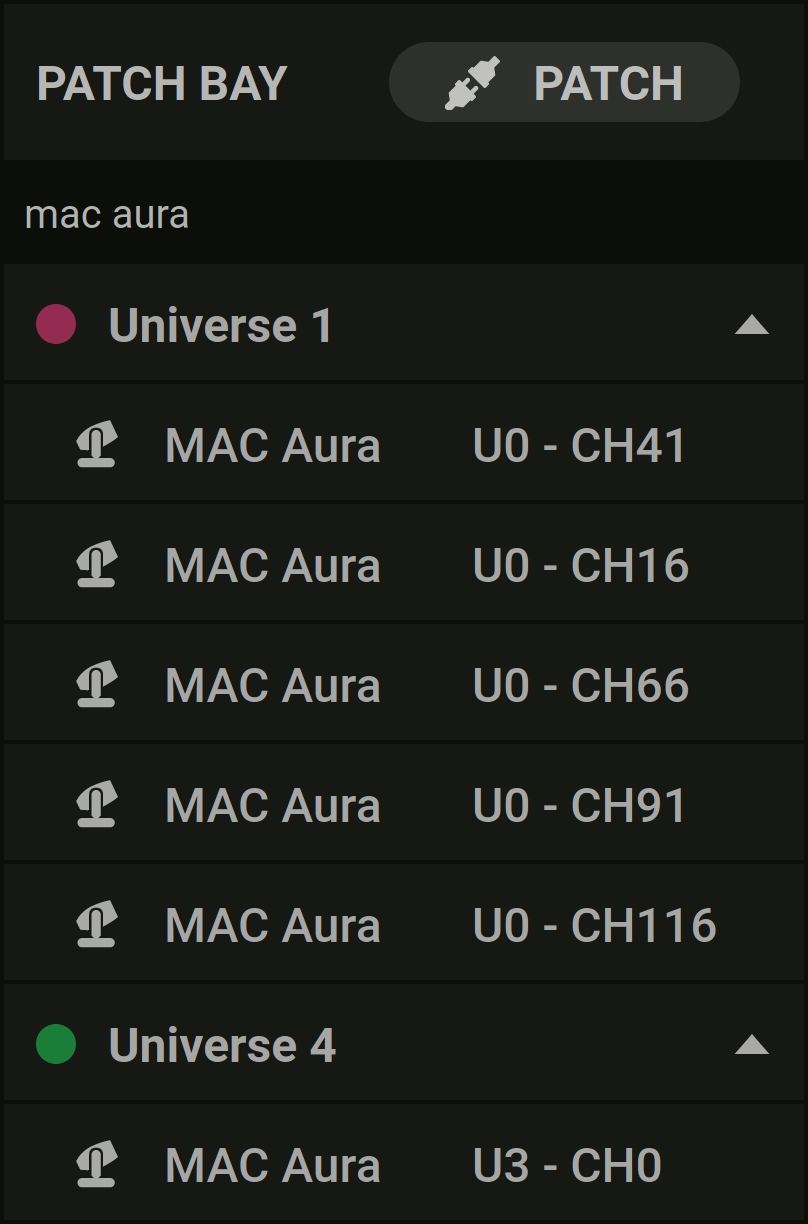 PATCH BAY PATCH
mac aura
Universe 1
MAC Aura U0 - CH41
MAC Aura U0 - CH16
MAC Aura U0 - CH66
MAC Aura U0 - CH91
MAC Aura U0 - CH116
Universe 4
MAC Aura U3 - CH0